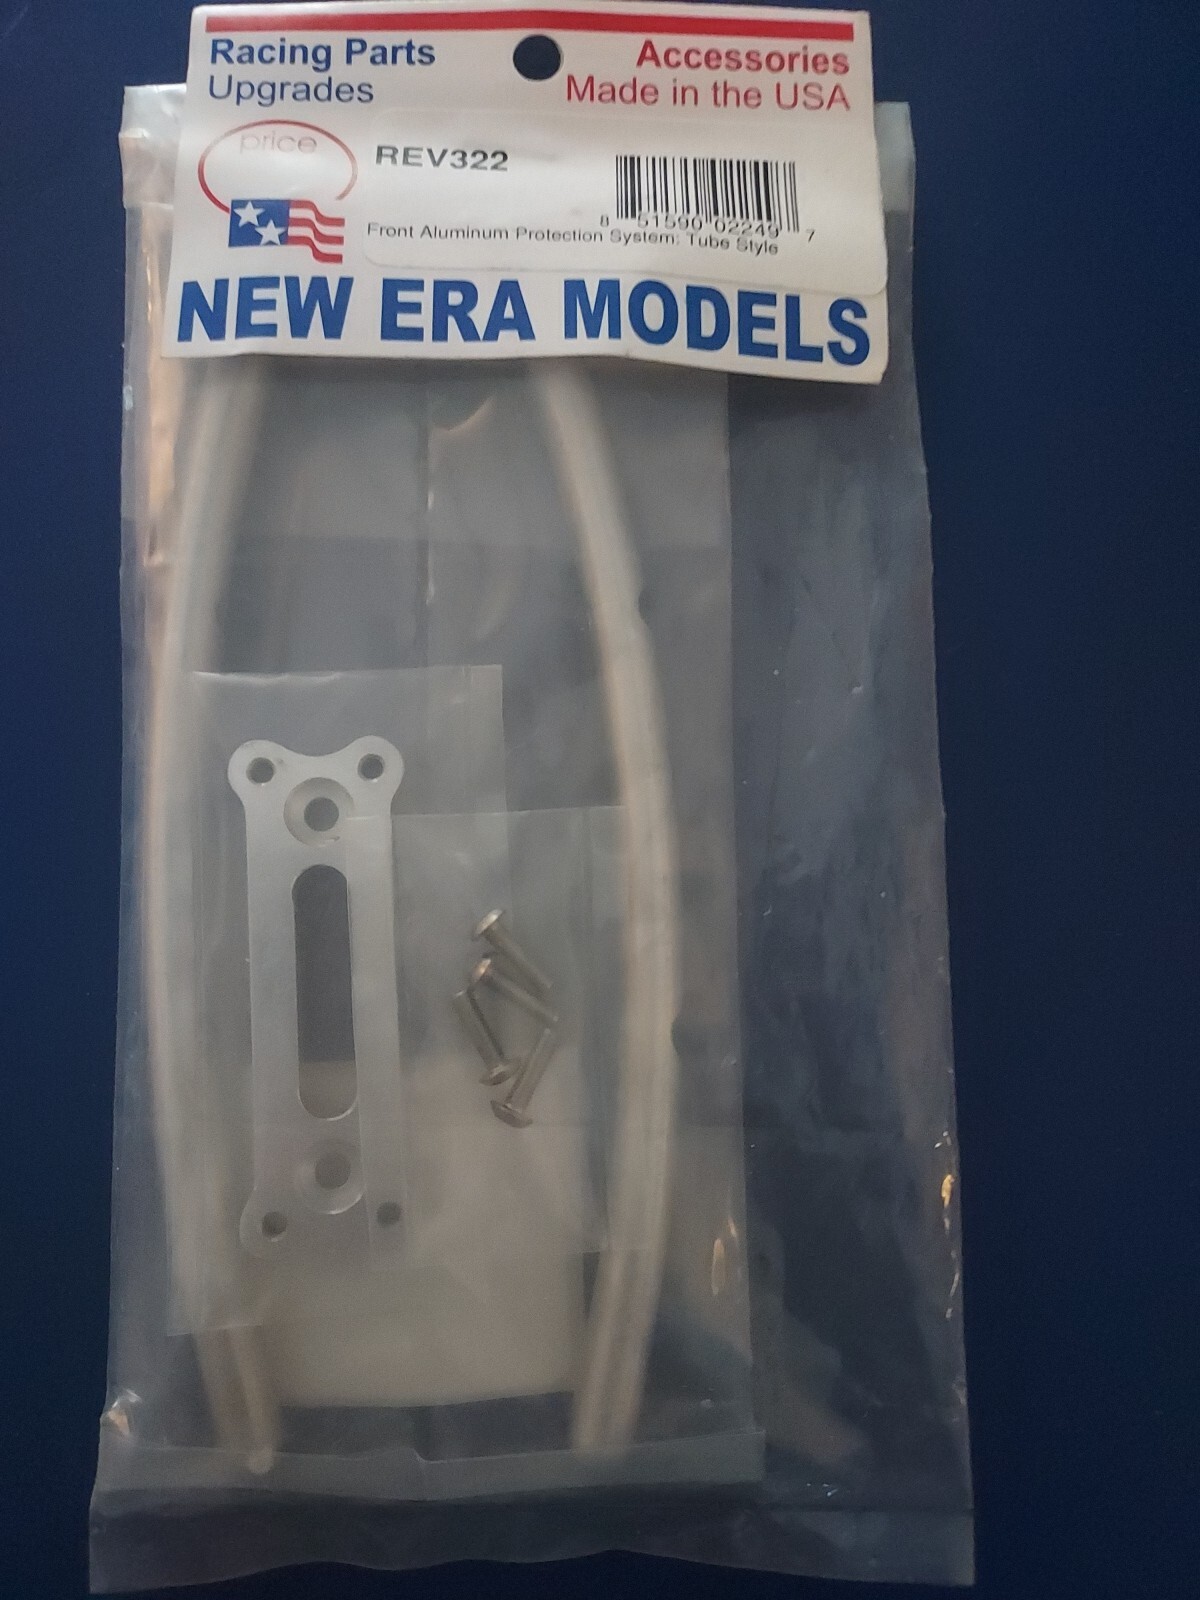 Racing Parts Accessories
Upgrades Made in the USA
price
REV322
8 51590 02249 7
Front Aluminum Protection System; Tube Style
NEW ERA MODELS